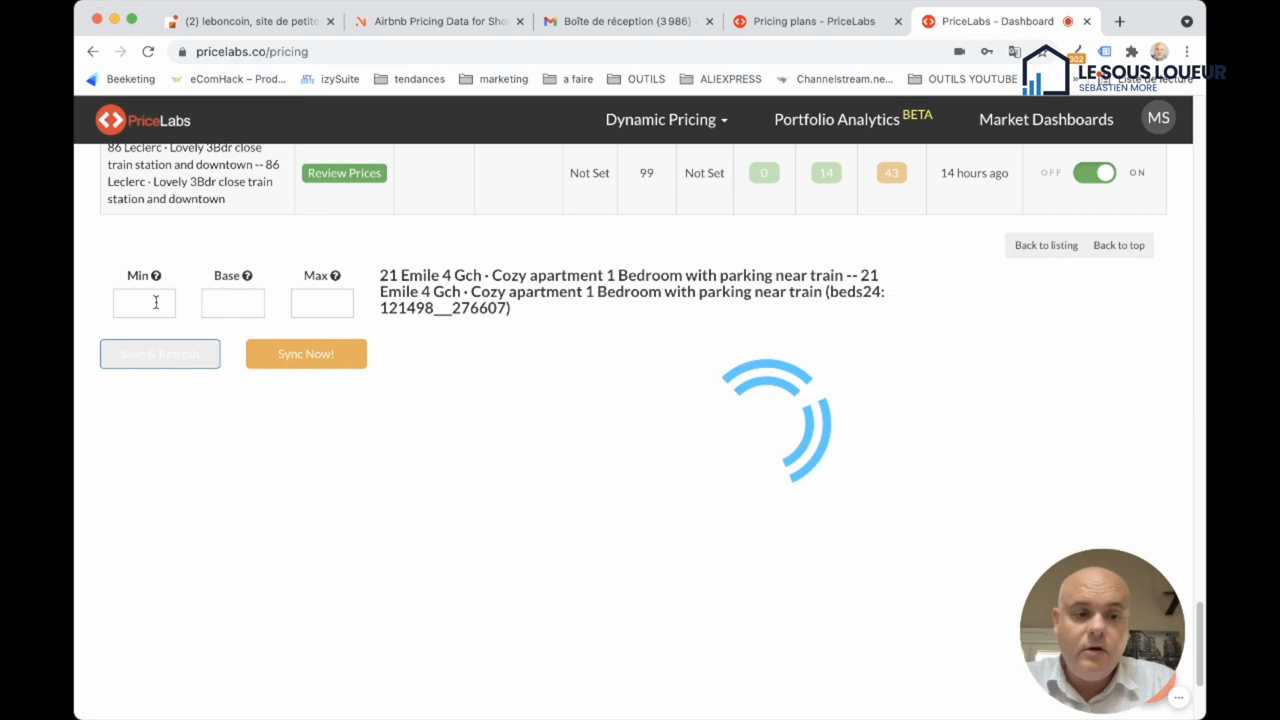 (2) leboncoin, site de petite
Airbnb Pricing Data for Sho
Boîte de réception (3 986)
Pricing plans - PriceLabs
PriceLabs - Dashboard
pricelabs.co/pricing
302
Beeketing
eComHack – Prod...
izySuite
tendances
marketing
a faire
OUTILS
ALIEXPRESS
Channelstream.ne...
OUTILS YOUTUBE
»
Liste de lecture
LE SOUS LOUEUR
SEBASTIEN MORE
PriceLabs
Dynamic Pricing
Portfolio Analytics BETA
Market Dashboards
MS
86 Leclerc · Lovely 3Bdr close
train station and downtown -- 86
Leclerc · Lovely 3Bdr close train
station and downtown
Review Prices
Not Set
99
Not Set
0
14
43
14 hours ago
OFF
ON
Back to listing
Back to top
Min
Base
Max
21 Emile 4 Gch · Cozy apartment 1 Bedroom with parking near train -- 21
Emile 4 Gch · Cozy apartment 1 Bedroom with parking near train (beds24:
121498__276607)
Save & Refresh
Sync Now!